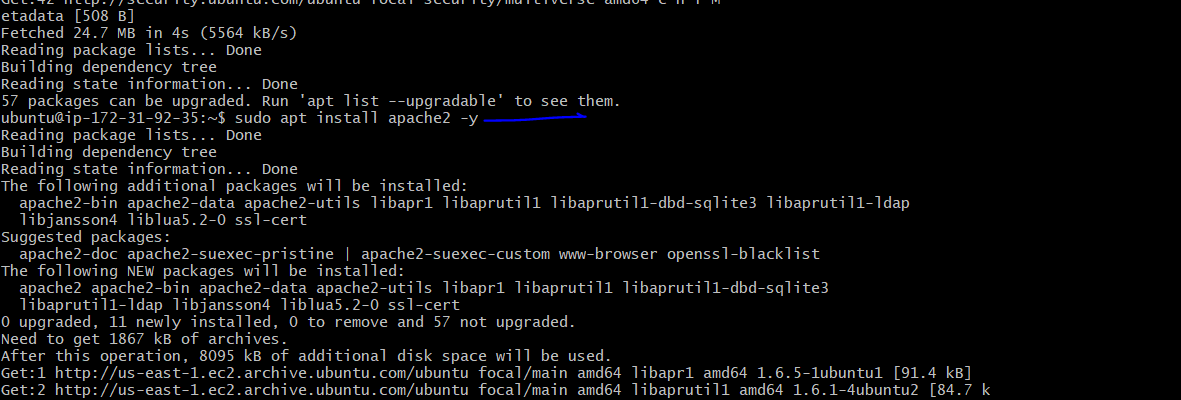 Get:42 http://security.ubuntu.com/ubuntu focal-security/multiverse amd64 c-n-f M
etadata [508 B]
Fetched 24.7 MB in 4s (5564 kB/s)
Reading package lists... Done
Building dependency tree
Reading state information... Done
57 packages can be upgraded. Run 'apt list --upgradable' to see them.
ubuntu@ip-172-31-92-35:~$ sudo apt install apache2 -y
Reading package lists... Done
Building dependency tree
Reading state information... Done
The following additional packages will be installed:
  apache2-bin apache2-data apache2-utils libapr1 libaprutil1 libaprutil1-dbd-sqlite3 libaprutil1-ldap
  libjansson4 liblua5.2-0 ssl-cert
Suggested packages:
  apache2-doc apache2-suexec-pristine | apache2-suexec-custom www-browser openssl-blacklist
The following NEW packages will be installed:
  apache2 apache2-bin apache2-data apache2-utils libapr1 libaprutil1 libaprutil1-dbd-sqlite3
  libaprutil1-ldap libjansson4 liblua5.2-0 ssl-cert
0 upgraded, 11 newly installed, 0 to remove and 57 not upgraded.
Need to get 1867 kB of archives.
After this operation, 8095 kB of additional disk space will be used.
Get:1 http://us-east-1.ec2.archive.ubuntu.com/ubuntu focal/main amd64 libapr1 amd64 1.6.5-1ubuntu1 [91.4 kB]
Get:2 http://us-east-1.ec2.archive.ubuntu.com/ubuntu focal/main amd64 libaprutil1 amd64 1.6.1-4ubuntu2 [84.7 k